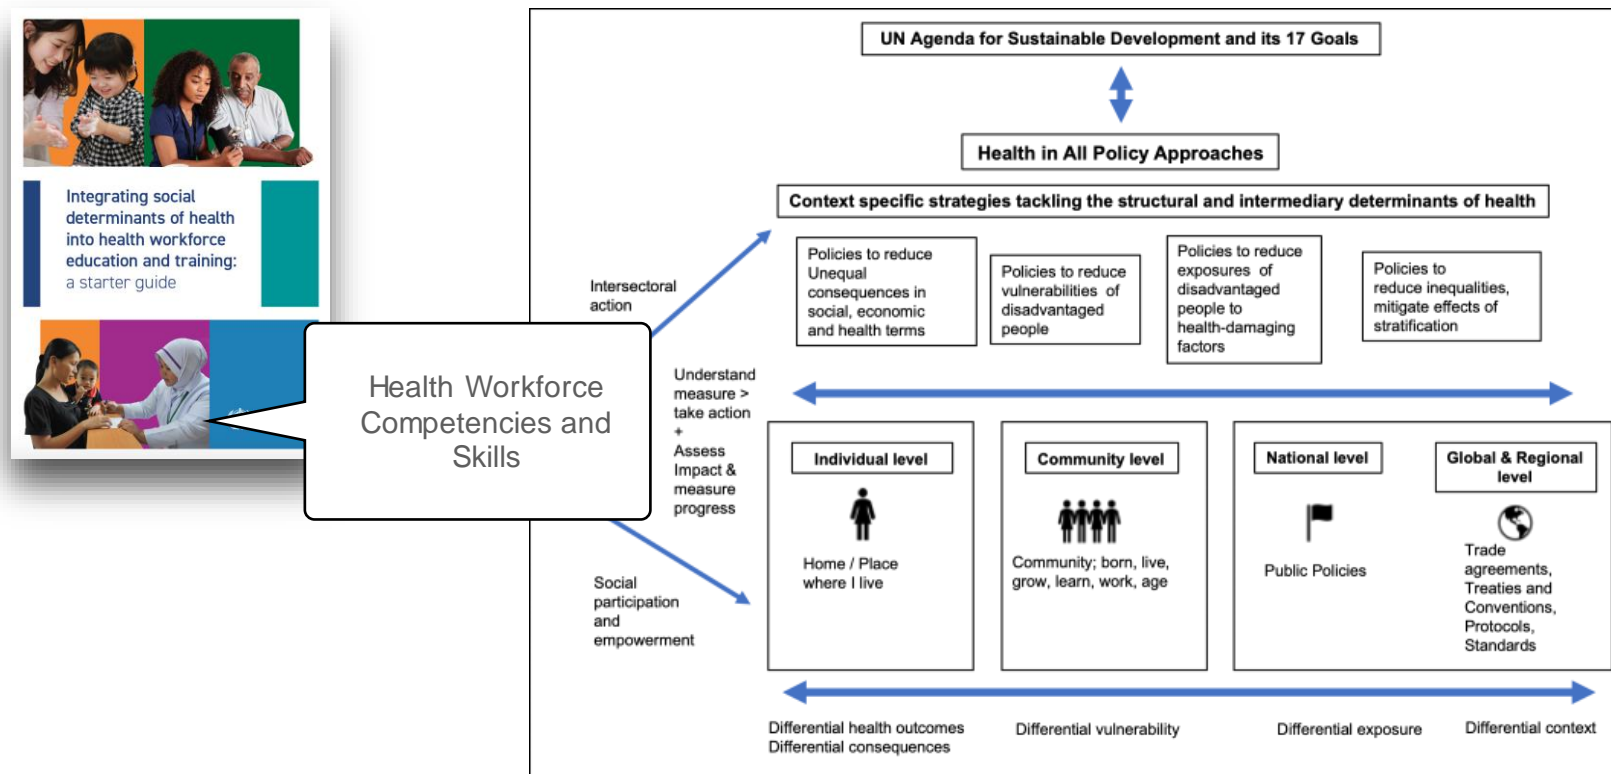 Integrating social
determinants of health
into health workforce
education and training:
a starter guide
Health Workforce
Competencies and
Skills
UN Agenda for Sustainable Development and its 17 Goals
Health in All Policy Approaches
Context specific strategies tackling the structural and intermediary determinants of health
Intersectoral
action
Policies to reduce
Unequal
consequences in
social, economic
and health terms
Policies to reduce
vulnerabilities of
disadvantaged
people
Policies to reduce
exposures of
disadvantaged
people to
health-damaging
factors
Policies to
reduce inequalities,
mitigate effects of
stratification
Understand
measure >
take action
+
Assess
Impact &
measure
progress
Individual level
Home / Place
where I live
Community level
Community; born, live,
grow, learn, work, age
National level
Public Policies
Global & Regional
level
Trade
agreements,
Treaties and
Conventions,
Protocols,
Standards
Social
participation
and
empowerment
Differential health outcomes
Differential consequences
Differential vulnerability
Differential exposure
Differential context